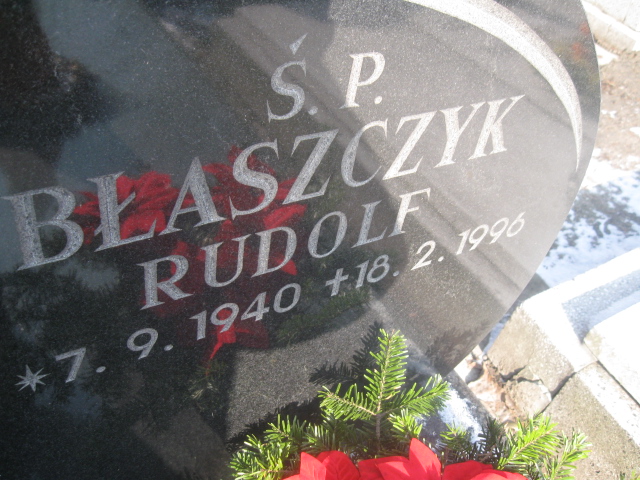 Ś. P.
BŁASZCZYK
RUDOLF
* 7. 9. 1940 + 18. 2. 1996